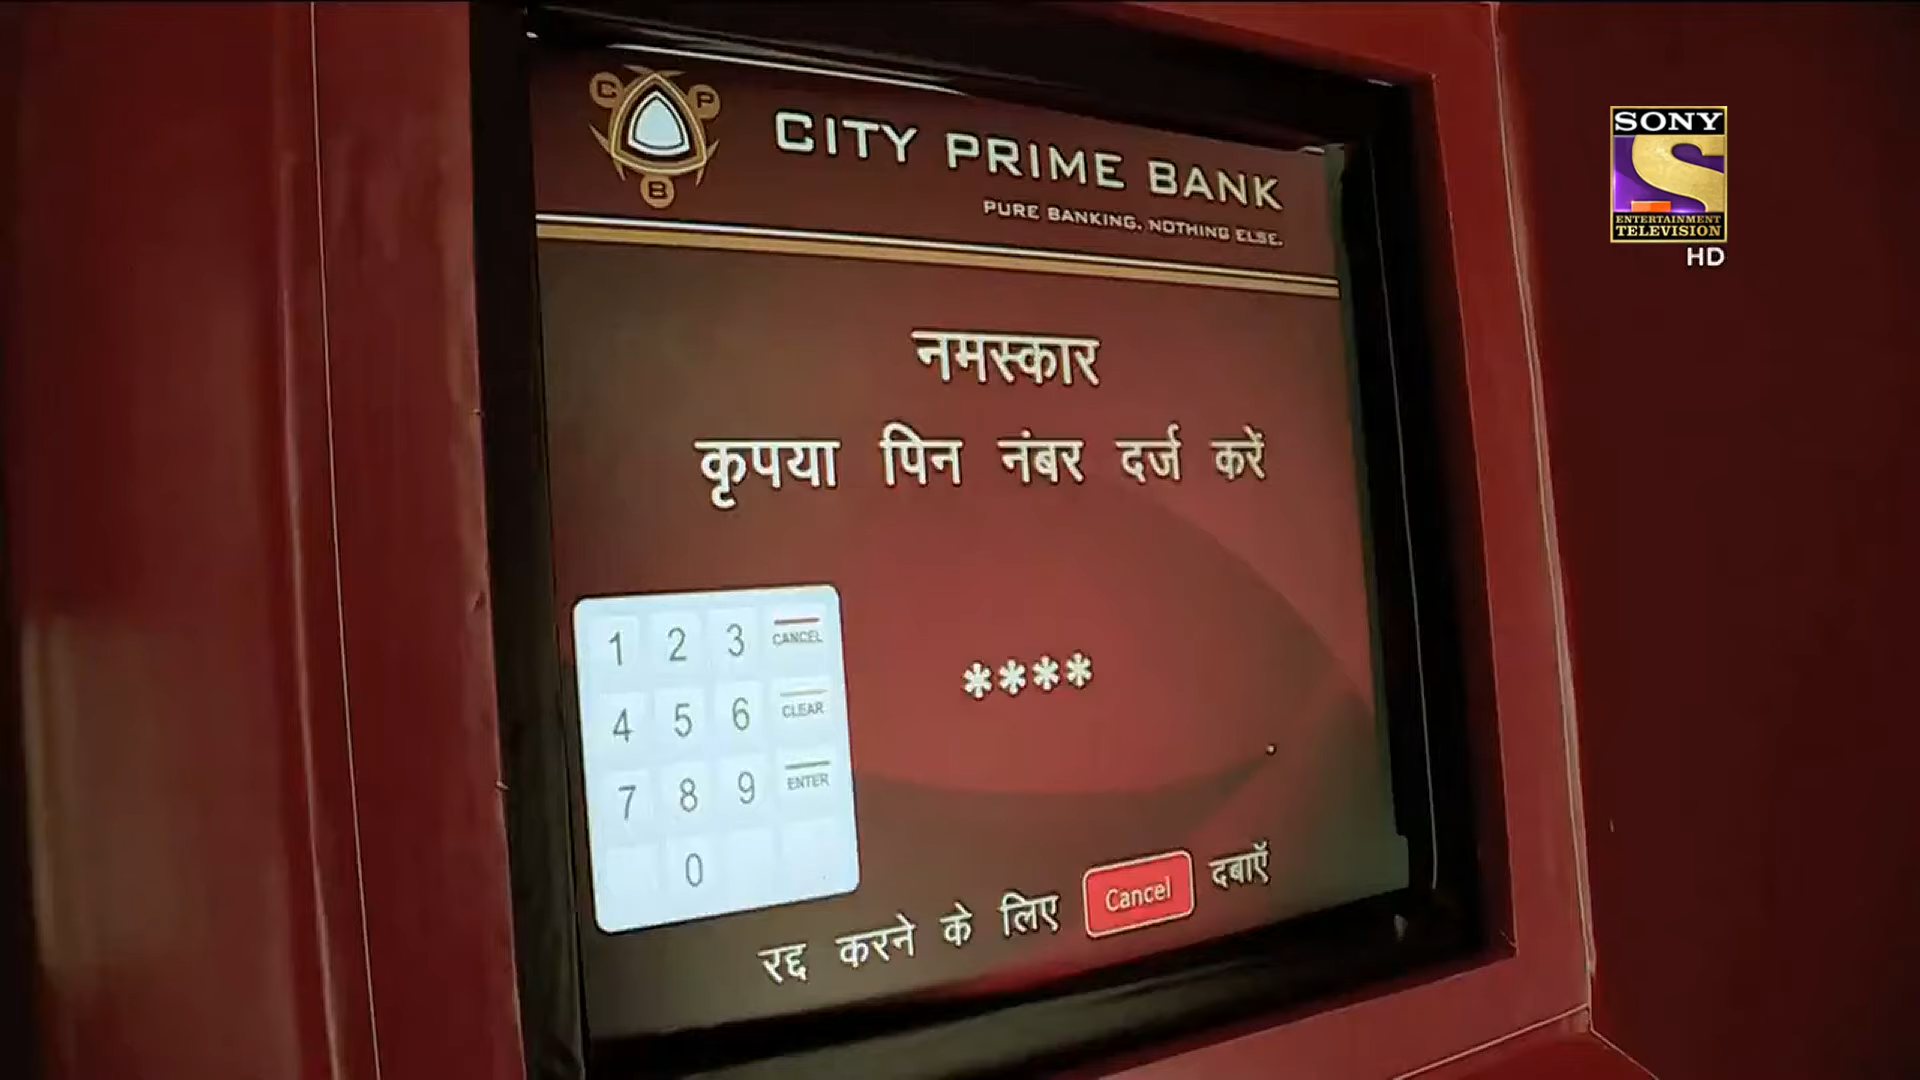 C P
B
CITY PRIME BANK
PURE BANKING, NOTHING ELSE.
SONY
ENTERTAINMENT
TELEVISION
HD
नमस्कार
कृपया पिन नंबर दर्ज करें
1 2 3 CANCEL
4 5 6 CLEAR
7 8 9 ENTER
0
****
रद्द करने के लिए Cancel दबाऍ